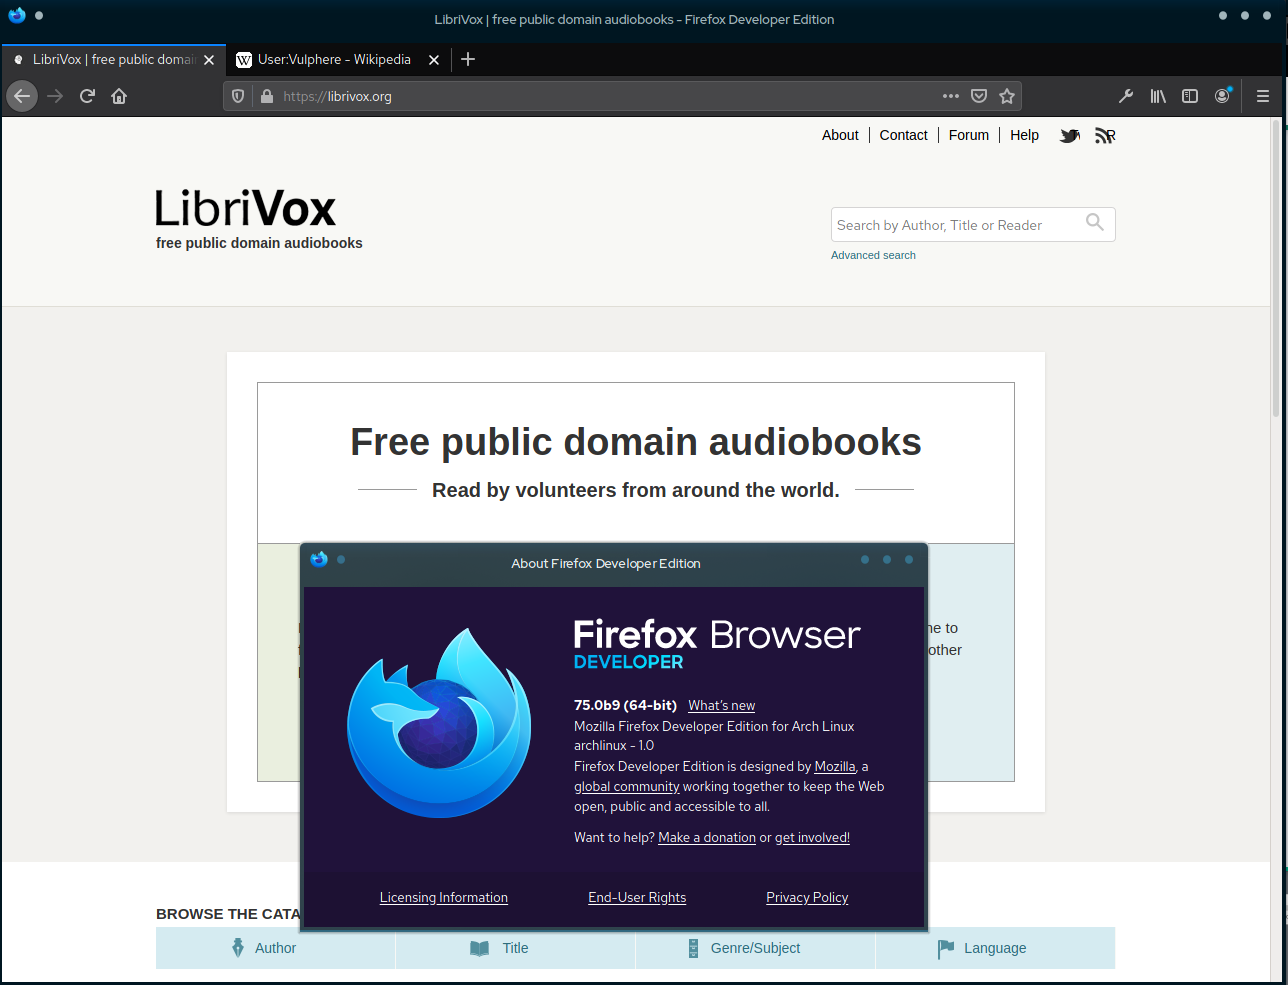 LibriVox | free public domain audiobooks - Firefox Developer Edition
LibriVox | free public domai
User:Vulphere - Wikipedia
https://librivox.org
About
Contact
Forum
Help
R
LibriVox
free public domain audiobooks
Search by Author, Title or Reader
Advanced search
Free public domain audiobooks
Read by volunteers from around the world.
ne to
other
About Firefox Developer Edition
Firefox Browser
DEVELOPER
75.0b9 (64-bit) What's new
Mozilla Firefox Developer Edition for Arch Linux
archlinux - 1.0
Firefox Developer Edition is designed by Mozilla, a
global community working together to keep the Web
open, public and accessible to all.
Want to help? Make a donation or get involved!
Licensing Information
End-User Rights
Privacy Policy
BROWSE THE CATA
Author
Title
Genre/Subject
Language